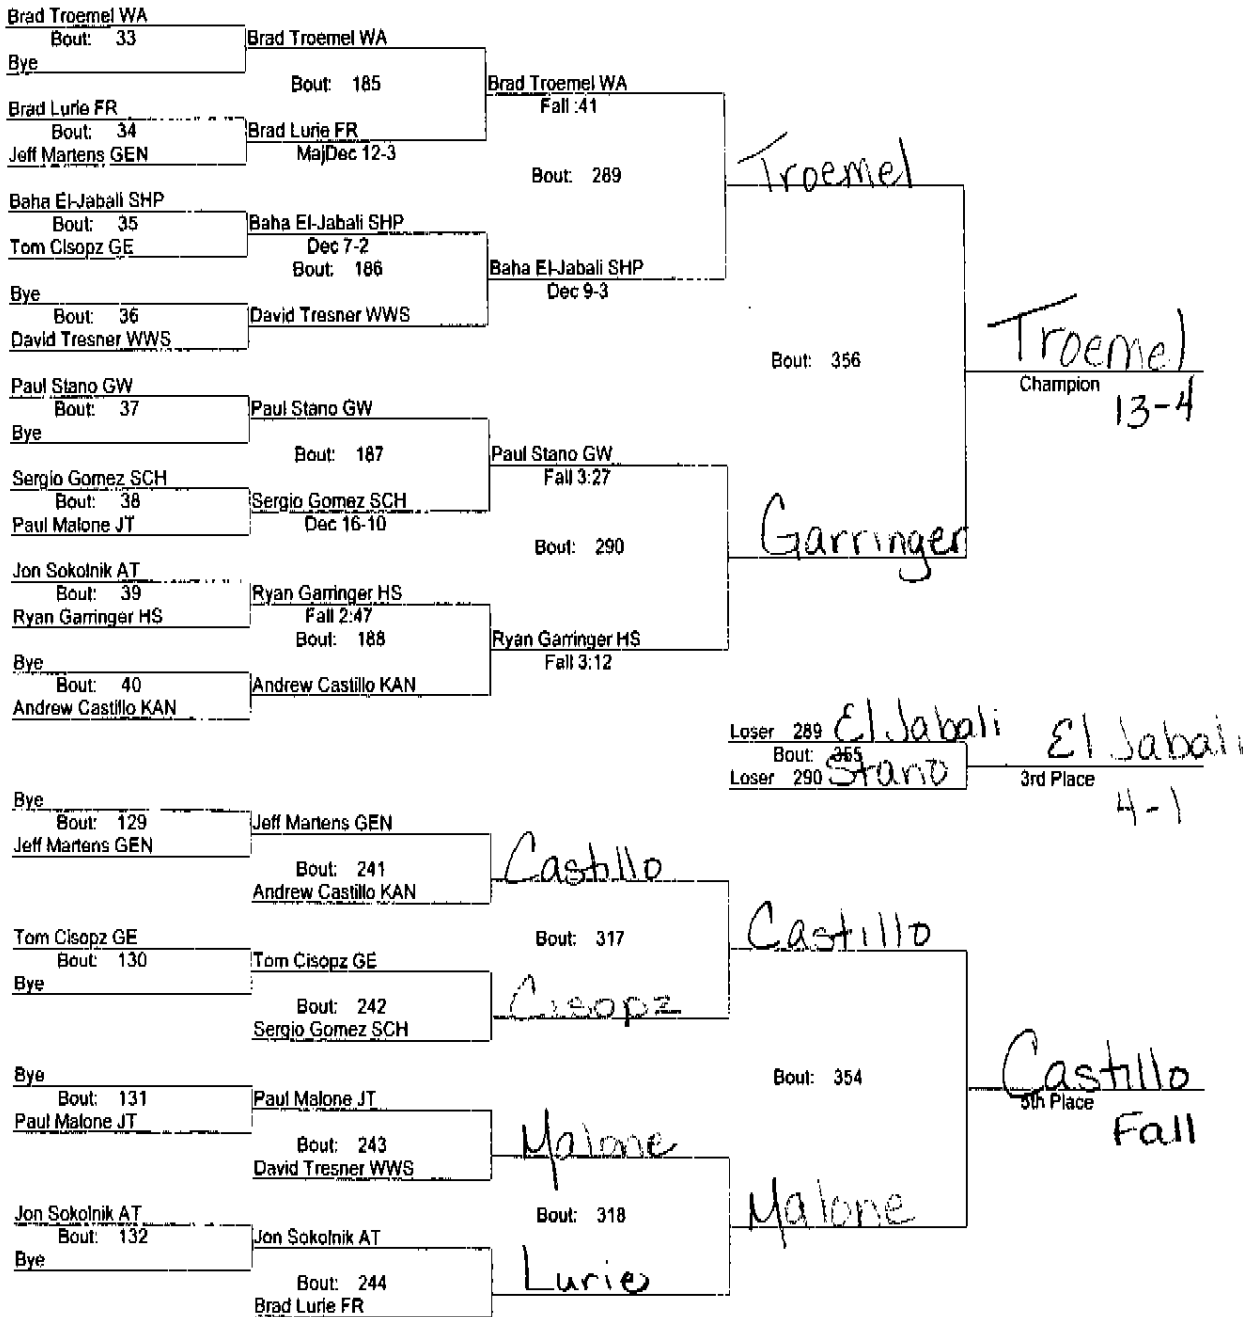 Brad Troemel WA
Bout: 33
Bye
Brad Troemel WA
Bout: 185
Brad Lurie FR
Bout: 34
Jeff Martens GEN
Brad Lurie FR
MajDec 12-3
Brad Troemel WA
Fall :41
Bout: 289
Baha El-Jabali SHP
Bout: 35
Tom Cisopz GE
Baha El-Jabali SHP
Dec 7-2
Bout: 186
Bye
Bout: 36
David Tresner WWS
David Tresner WWS
Baha El-Jabali SHP
Dec 9-3
Troemel
Bout: 356
Paul Stano GW
Bout: 37
Bye
Paul Stano GW
Bout: 187
Sergio Gomez SCH
Bout: 38
Paul Malone JT
Sergio Gomez SCH
Dec 16-10
Paul Stano GW
Fall 3:27
Bout: 290
Jon Sokolnik AT
Bout: 39
Ryan Garringer HS
Ryan Garringer HS
Fall 2:47
Bout: 188
Bye
Bout: 40
Andrew Castillo KAN
Andrew Castillo KAN
Ryan Garringer HS
Fall 3:12
Garringer
Troemel
Champion
13-4
Loser 289 El Jabali
Bout: 355
Loser 290 Stano
El Jabali
3rd Place
4-1
Bye
Bout: 129
Jeff Martens GEN
Jeff Martens GEN
Bout: 241
Andrew Castillo KAN
Castillo
Bout: 317
Tom Cisopz GE
Bout: 130
Bye
Tom Cisopz GE
Bout: 242
Sergio Gomez SCH
Cisopz
Castillo
Bout: 354
Bye
Bout: 131
Paul Malone JT
Paul Malone JT
Bout: 243
David Tresner WWS
Malone
Bout: 318
Jon Sokolnik AT
Bout: 132
Bye
Jon Sokolnik AT
Bout: 244
Brad Lurie FR
Lurie
Malone
Castillo
5th Place
Fall